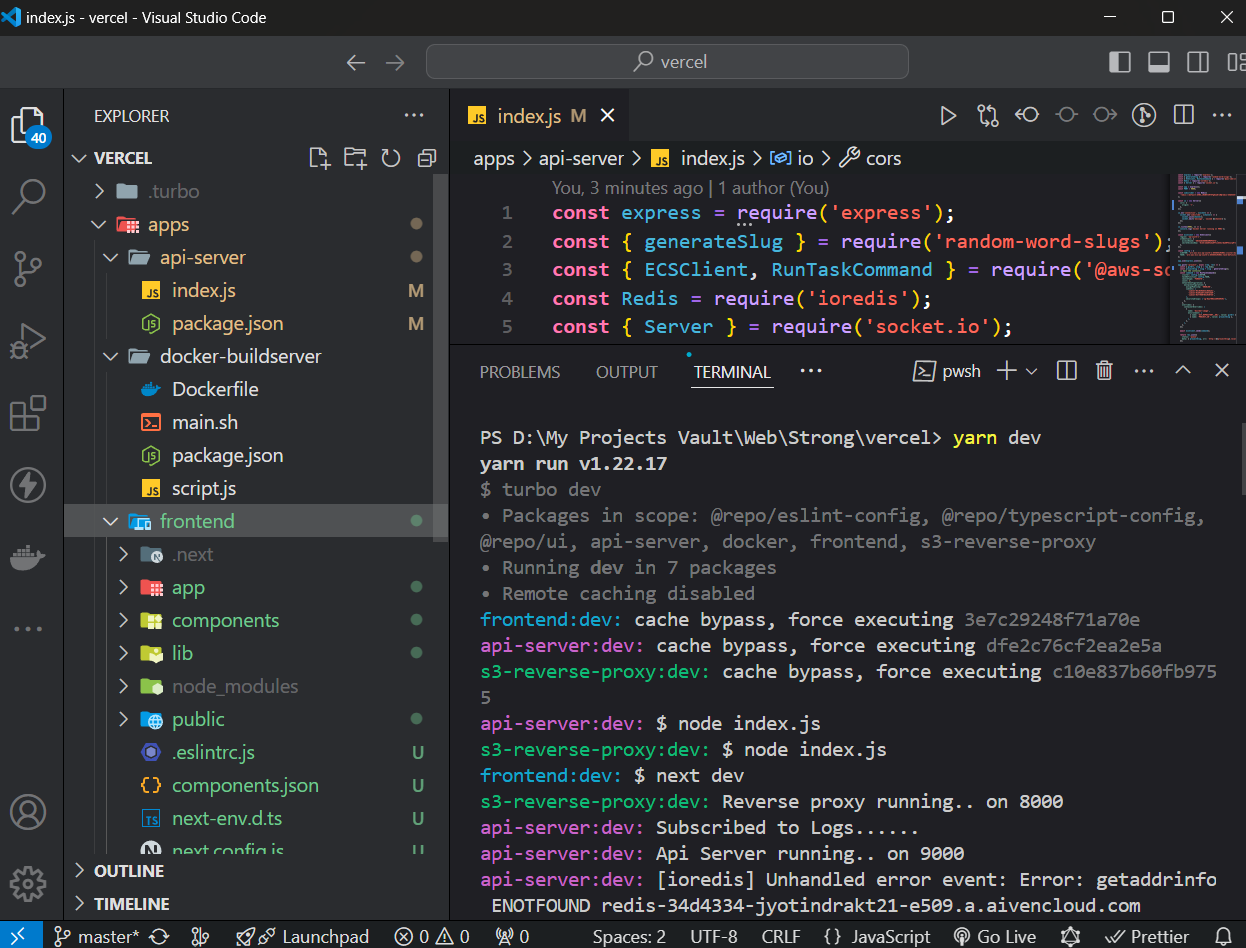 index.js - vercel - Visual Studio Code
vercel
40
EXPLORER
VERCEL
.turbo
apps
api-server
index.js M
package.json M
docker-buildserver
Dockerfile
main.sh
package.json
script.js
frontend
.next
app
components
lib
node_modules
public
.eslintrc.js U
components.json U
next-env.d.ts U
next.config.js U
OUTLINE
TIMELINE
index.js M
apps > api-server > index.js > io > cors
You, 3 minutes ago | 1 author (You)
1 const express = require('express');
2 const { generateSlug } = require('random-word-slugs');
3 const { ECSClient, RunTaskCommand } = require('@aws-sd
4 const Redis = require('ioredis');
5 const { Server } = require('socket.io');
PROBLEMS OUTPUT TERMINAL
pwsh
PS D:\My Projects Vault\Web\Strong\vercel> yarn dev
yarn run v1.22.17
$ turbo dev
• Packages in scope: @repo/eslint-config, @repo/typescript-config,
@repo/ui, api-server, docker, frontend, s3-reverse-proxy
• Running dev in 7 packages
• Remote caching disabled
frontend:dev: cache bypass, force executing 3e7c29248f71a70e
api-server:dev: cache bypass, force executing dfe2c76cf2ea2e5a
s3-reverse-proxy:dev: cache bypass, force executing c10e837b60fb975
5
api-server:dev: $ node index.js
s3-reverse-proxy:dev: $ node index.js
frontend:dev: $ next dev
s3-reverse-proxy:dev: Reverse proxy running.. on 8000
api-server:dev: Subscribed to Logs......
api-server:dev: Api Server running.. on 9000
api-server:dev: [ioredis] Unhandled error event: Error: getaddrinfo
ENOTFOUND redis-34d4334-jyotindrakt21-e509.a.aivencloud.com
master* Launchpad 0 0 0 Spaces: 2 UTF-8 CRLF {} JavaScript Go Live Prettier